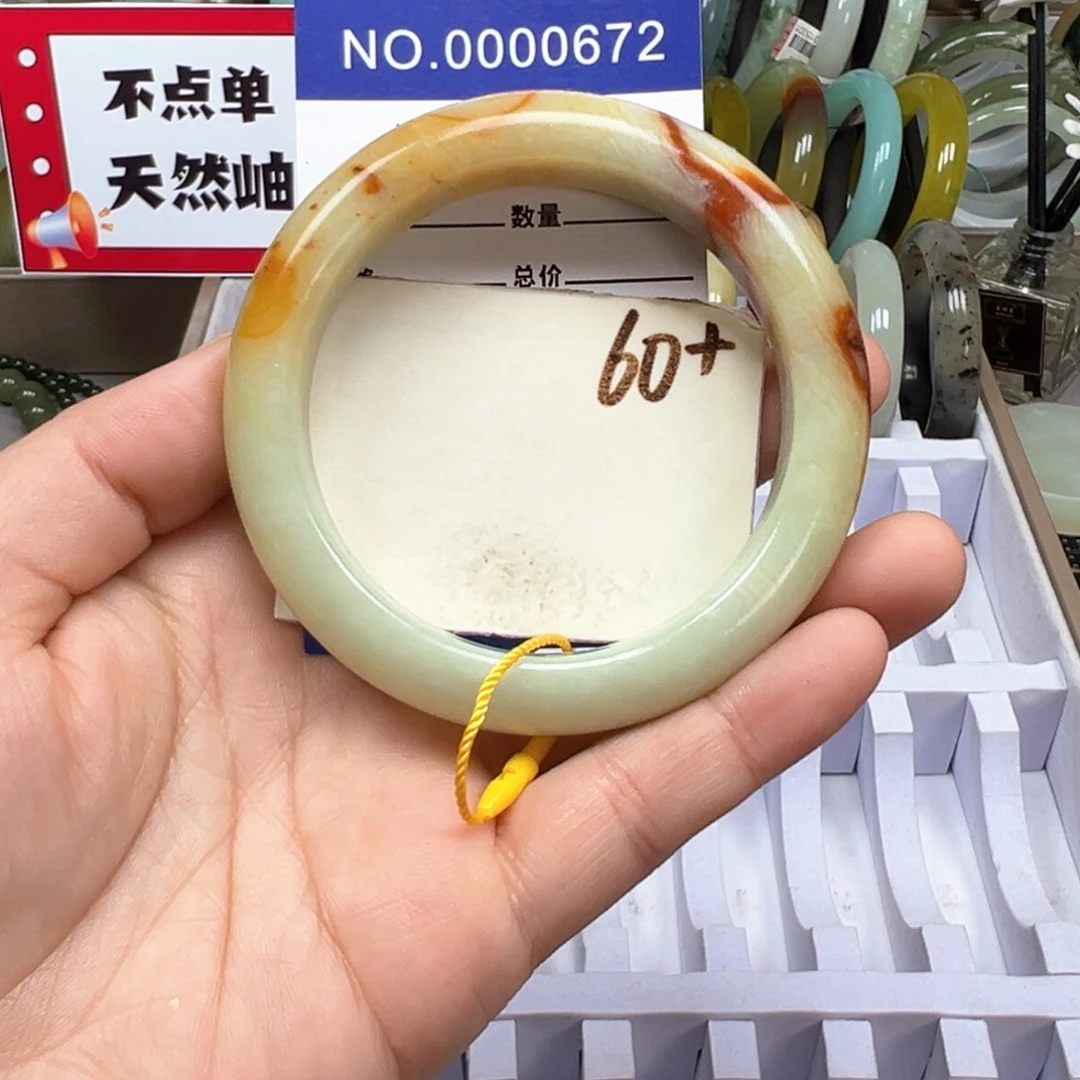 NO.0000672
不点单
天然岫
数量
总价
60+